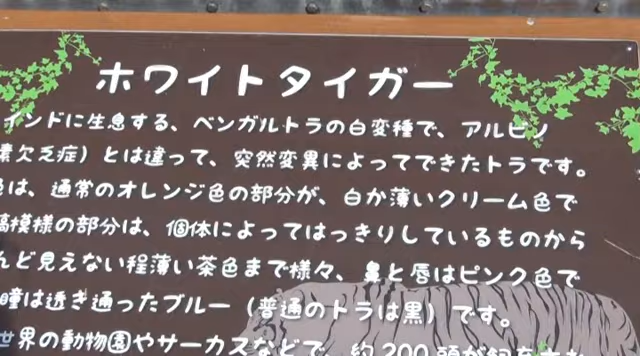 ホワイトタイガー
インドに生息する、ベンガルトラの白変種で、アルビノ
素欠乏症）とは違って、突然変異によってできたトラです。
色は、通常のオレンジ色の部分が、白か薄いクリーム色で
縞模様の部分は、個体によってはっきりしているものから
んど見えない程薄い茶色まで様々、鼻と唇はピンク色で
瞳は透き通ったブルー（普通のトラは黒）です。
世界の動物園やサーカスなどで、約200頭が飼